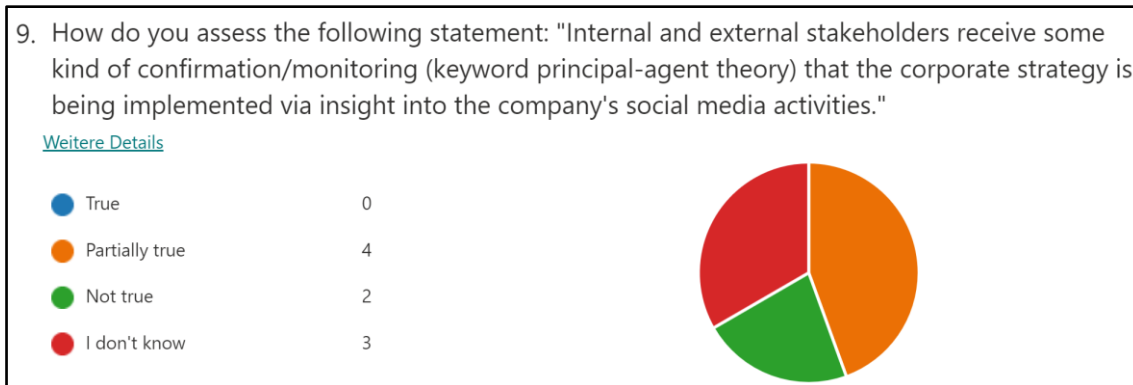 9. How do you assess the following statement: "Internal and external stakeholders receive some
kind of confirmation/monitoring (keyword principal-agent theory) that the corporate strategy is
being implemented via insight into the company's social media activities."
Weitere Details
True 0
Partially true 4
Not true 2
I don't know 3